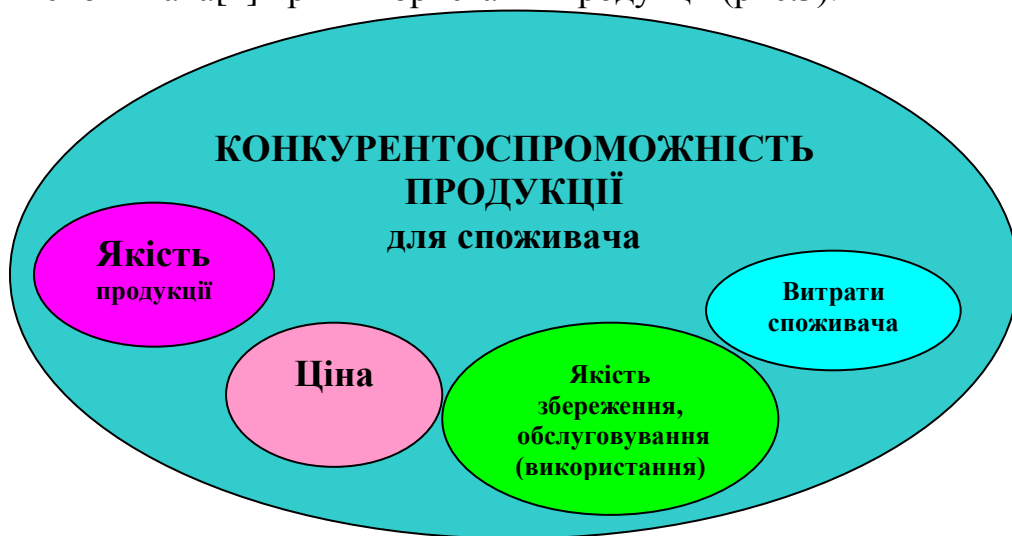 КОНКУРЕНТОСПРОМОЖНІСТЬ
ПРОДУКЦІЇ
для споживача
Якість
продукції
Ціна
Якість
збереження,
обслуговування
(використання)
Витрати
споживача